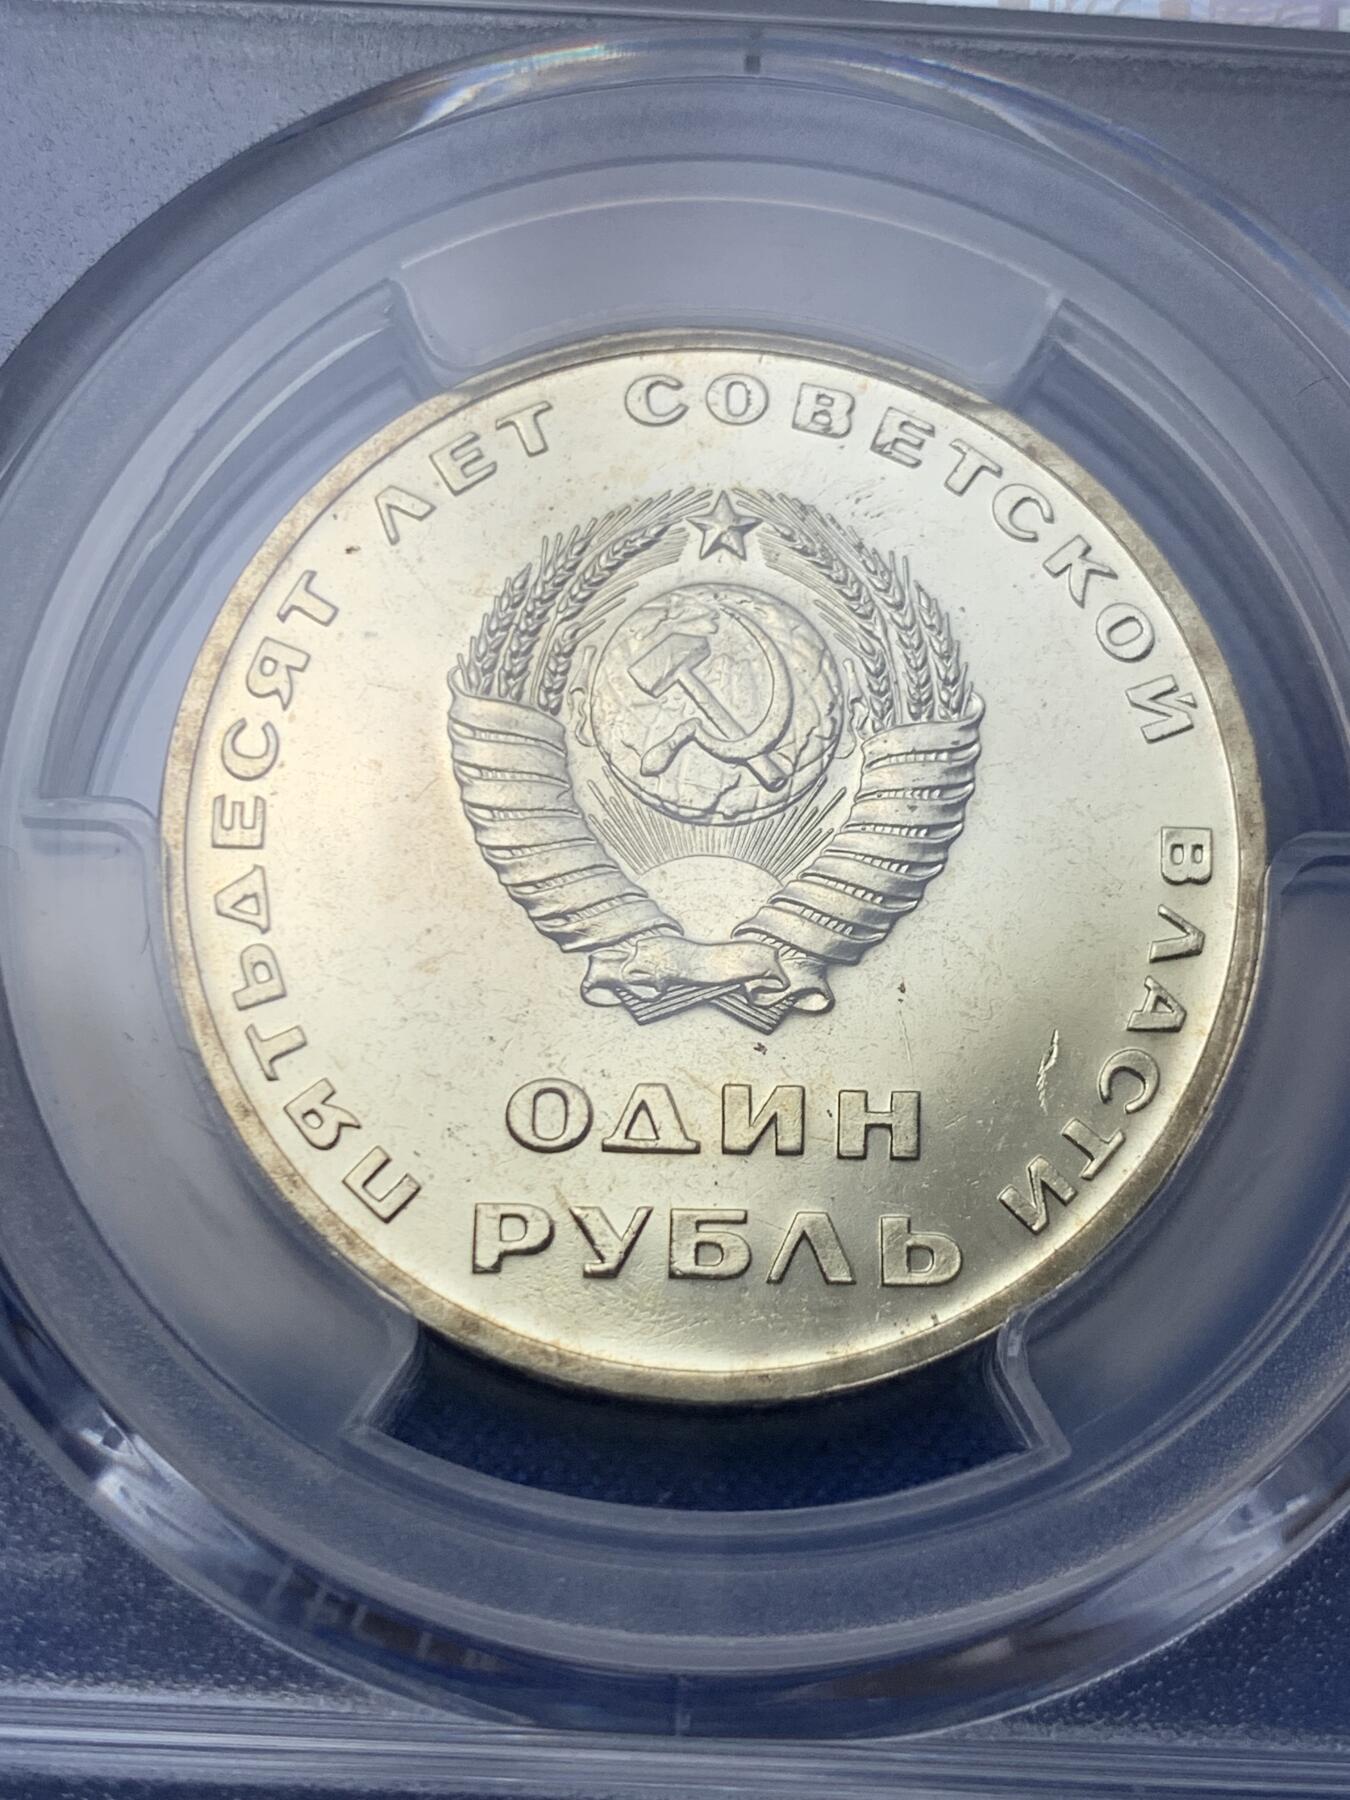 ПЯТЬДЕСЯТ ЛЕТ СОВЕТСКОЙ ВЛАСТИ
ОДИН
РУБЛЬ